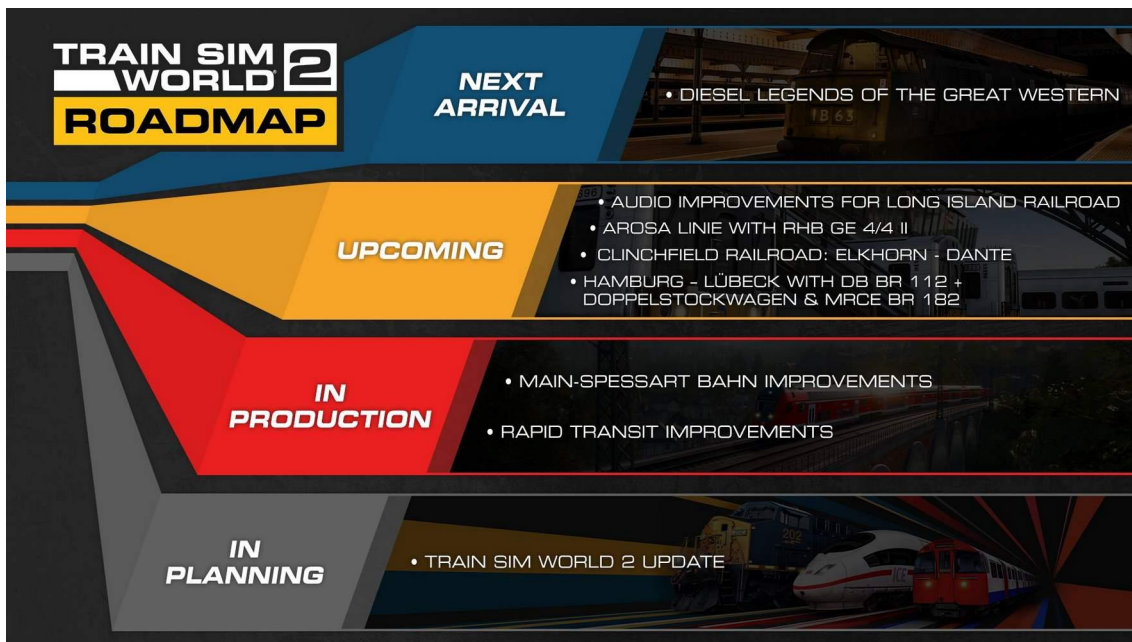 TRAIN SIM
WORLD 2
ROADMAP
NEXT
ARRIVAL
• DIESEL LEGENDS OF THE GREAT WESTERN
1B63
UPCOMING
• AUDIO IMPROVEMENTS FOR LONG ISLAND RAILROAD
• AROSA LINIE WITH RHB GE 4/4 II
• CLINCHFIELD RAILROAD: ELKHORN - DANTE
• HAMBURG - LÜBECK WITH DB BR 112 +
DOPPELSTOCKWAGEN & MRCE BR 182
IN
PRODUCTION
• MAIN-SPESSART BAHN IMPROVEMENTS
• RAPID TRANSIT IMPROVEMENTS
IN
PLANNING
• TRAIN SIM WORLD 2 UPDATE
202
ICE